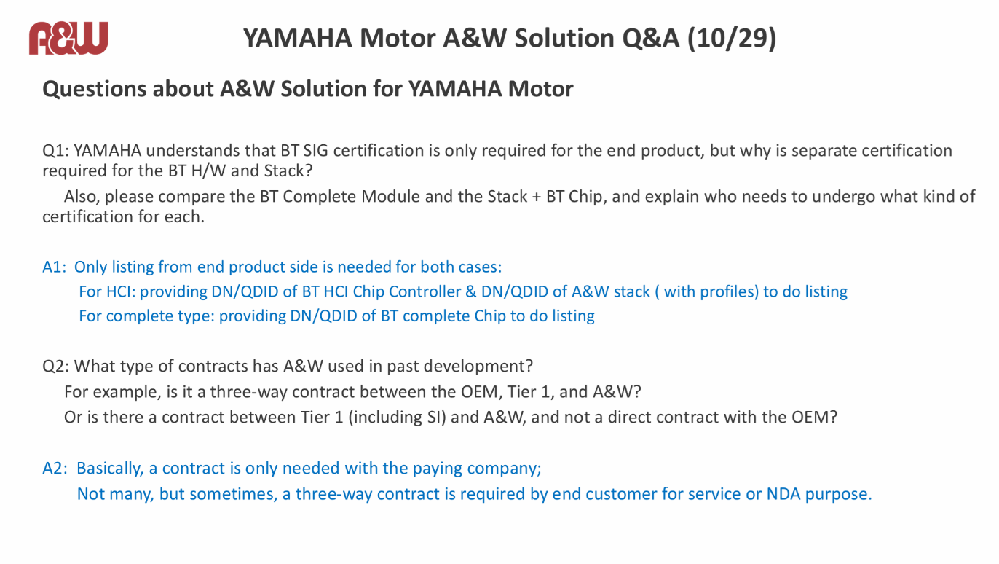 A&W
YAMAHA Motor A&W Solution Q&A (10/29)
Questions about A&W Solution for YAMAHA Motor
Q1: YAMAHA understands that BT SIG certification is only required for the end product, but why is separate certification
required for the BT H/W and Stack?
Also, please compare the BT Complete Module and the Stack + BT Chip, and explain who needs to undergo what kind of
certification for each.
A1: Only listing from end product side is needed for both cases:
For HCI: providing DN/QDID of BT HCI Chip Controller & DN/QDID of A&W stack ( with profiles) to do listing
For complete type: providing DN/QDID of BT complete Chip to do listing
Q2: What type of contracts has A&W used in past development?
For example, is it a three-way contract between the OEM, Tier 1, and A&W?
Or is there a contract between Tier 1 (including SI) and A&W, and not a direct contract with the OEM?
A2: Basically, a contract is only needed with the paying company;
Not many, but sometimes, a three-way contract is required by end customer for service or NDA purpose.